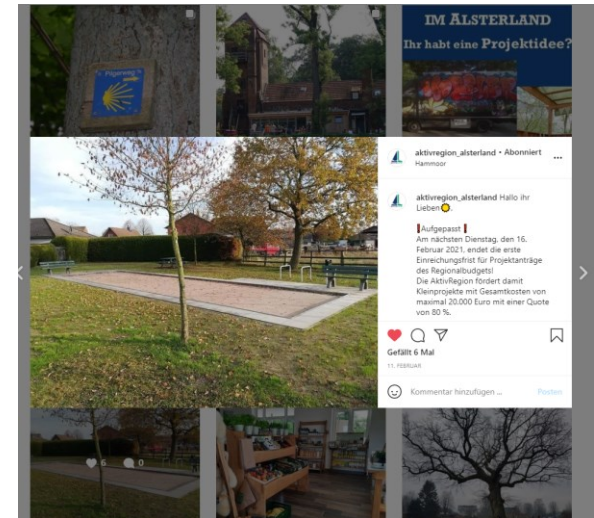 Pilgerweg
IM ALSTERLAND
Ihr habt eine Projektidee?
aktivregion_alsterland • Abonniert
Hammoor
...
aktivregion_alsterland Hallo ihr
Lieben🌞.
❗Aufgepasst❗
Am nächsten Dienstag, den 16.
Februar 2021, endet die erste
Einreichungsfrist für Projektanträge
des Regionalbudgets!
Die AktivRegion fördert damit
Kleinprojekte mit Gesamtkosten von
maximal 20.000 Euro mit einer Quote
von 80 %.
Gefällt 6 Mal
11. FEBRUAR
Kommentar hinzufügen ...
Posten
6 0